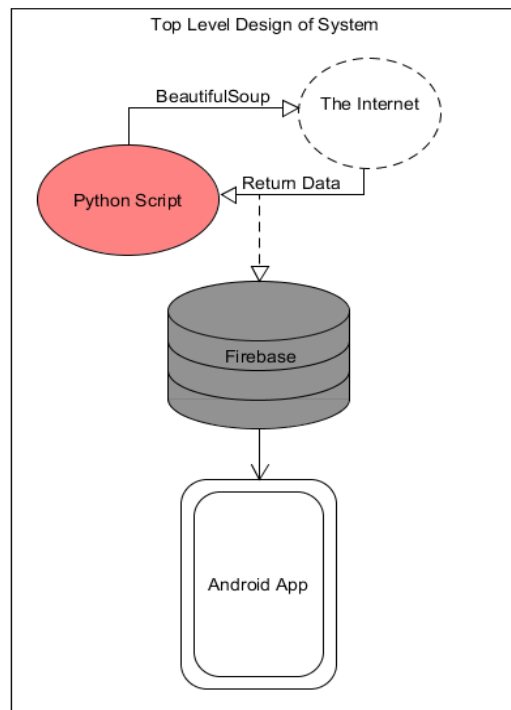 Top Level Design of System
BeautifulSoup
The Internet
Return Data
Python Script
Firebase
Android App